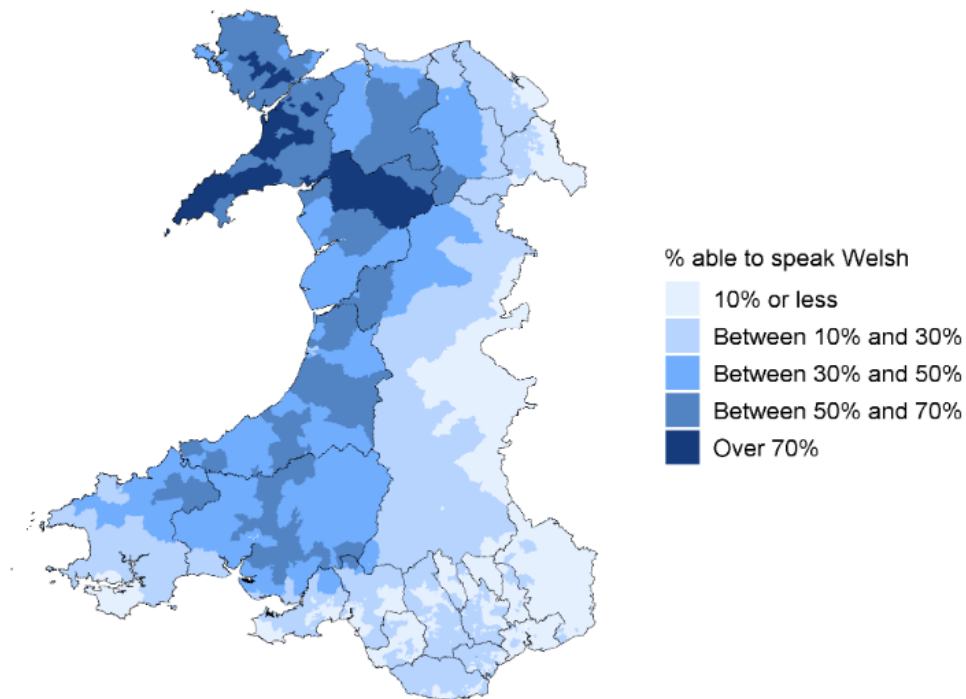 % able to speak Welsh
10% or less
Between 10% and 30%
Between 30% and 50%
Between 50% and 70%
Over 70%